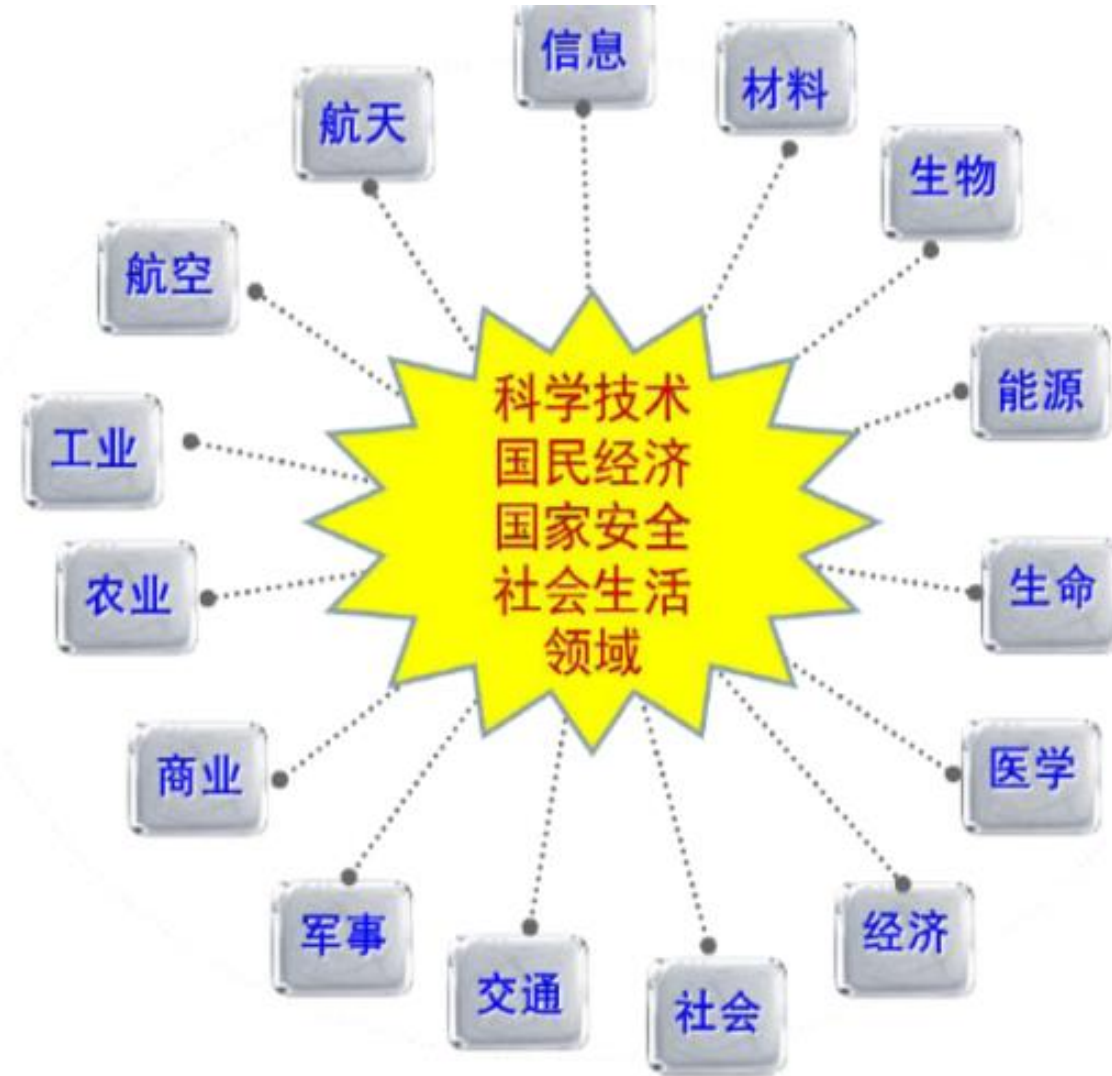 信息
材料
航天
生物
航空
能源
科学技术
国民经济
国家安全
社会生活
领域
工业
农业
生命
商业
医学
军事
经济
交通
社会